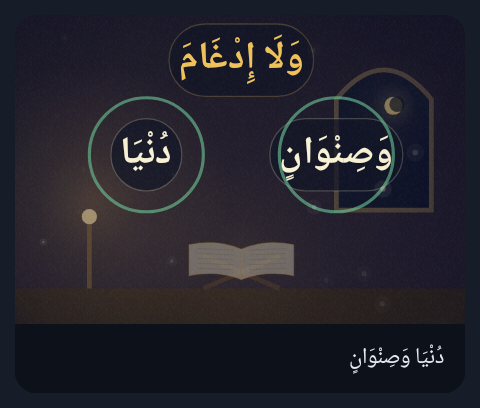 وَلَا إِدْغَامَ
وَصِنْوَانٍ
دُنْيَا
دُنْيَا وَصِنْوَانٍ